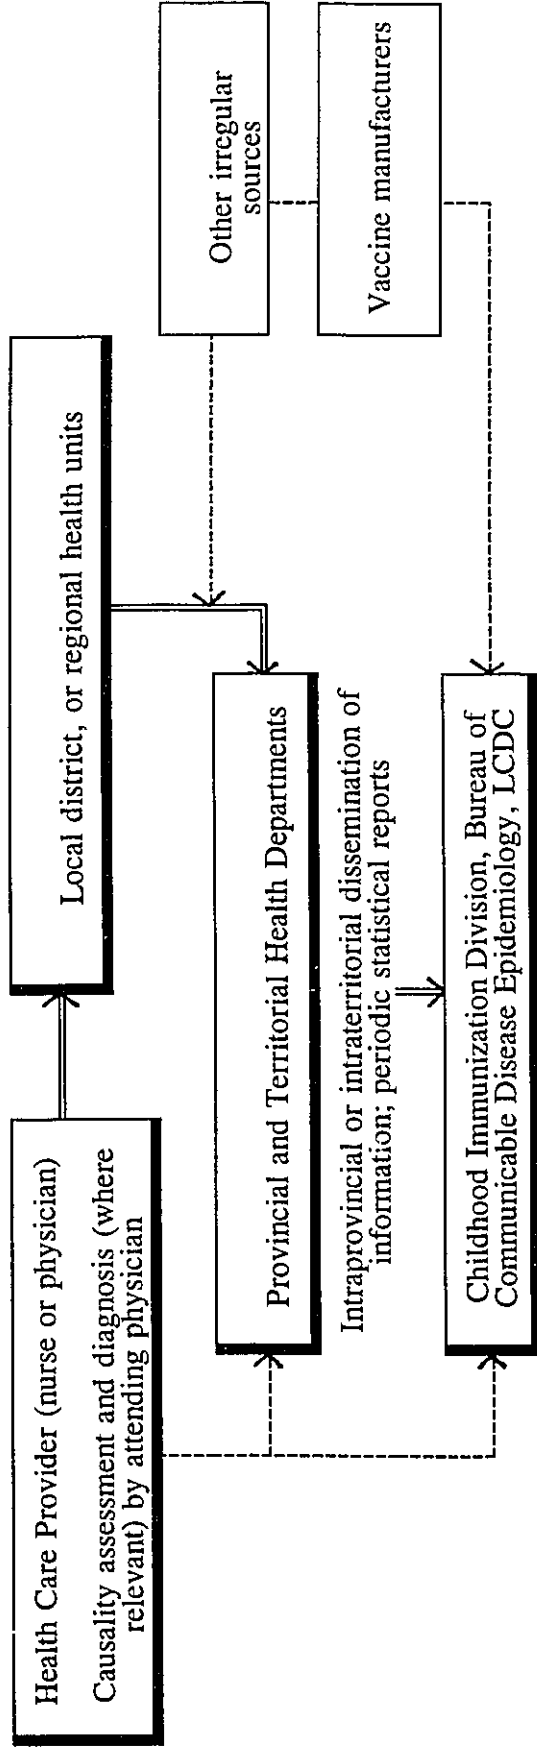 Health Care Provider (nurse or physician)
Causality assessment and diagnosis (where
relevant) by attending physician
Local district, or regional health units
Other irregular
sources
Vaccine manufacturers
Provincial and Territorial Health Departments
Intraprovincial or intraterritorial dissemination of
information; periodic statistical reports
Childhood Immunization Division, Bureau of
Communicable Disease Epidemiology, LCDC